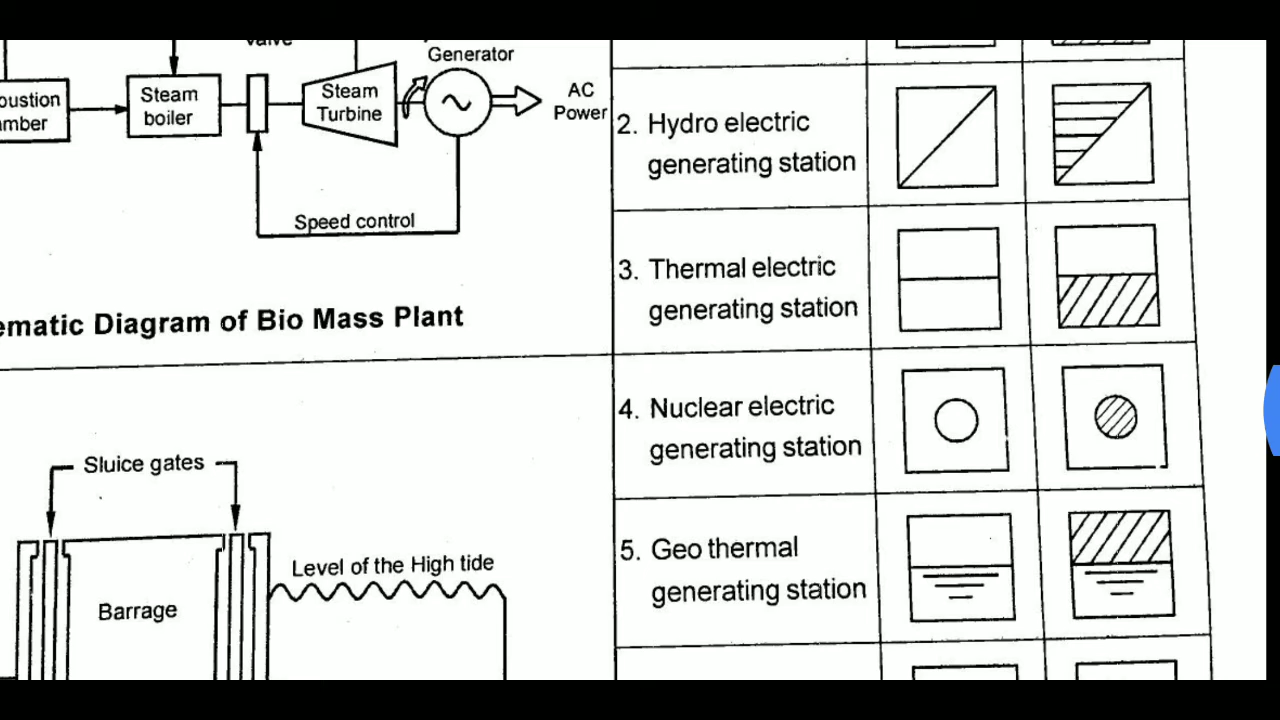 Generator
Steam
boiler
Steam
Turbine
AC
Power
Speed control
Diagram of Bio Mass Plant
Sluice gates
Level of the High tide
Barrage
2. Hydro electric
generating station
3. Thermal electric
generating station
4. Nuclear electric
generating station
5. Geo thermal
generating station